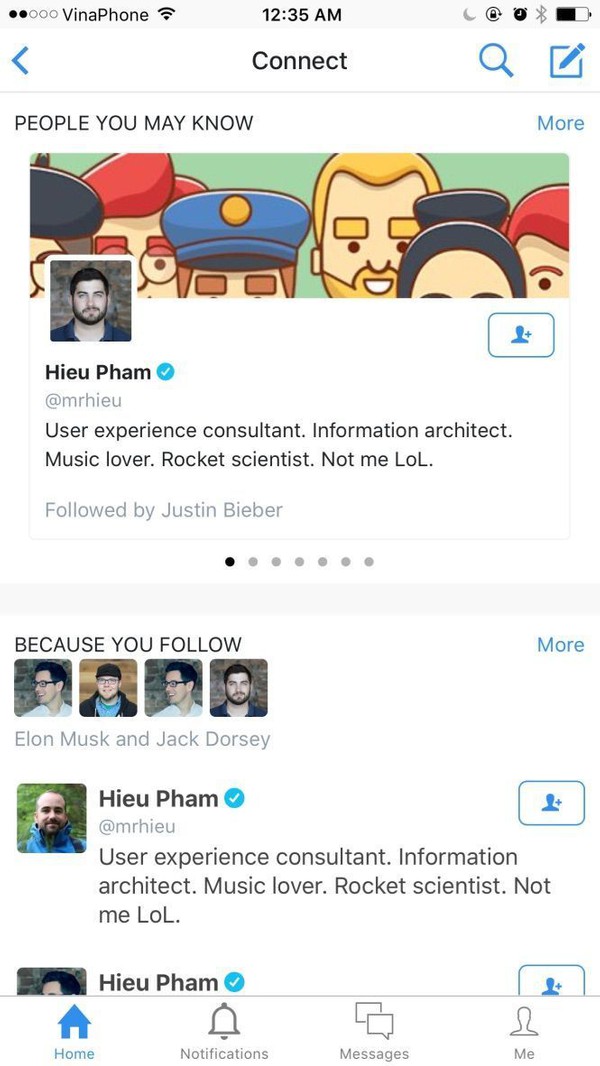 VinaPhone 12:35 AM
Connect
PEOPLE YOU MAY KNOW More
Hieu Pham
@mrhieu
User experience consultant. Information architect.
Music lover. Rocket scientist. Not me LoL.
Followed by Justin Bieber
BECAUSE YOU FOLLOW More
Elon Musk and Jack Dorsey
Hieu Pham
@mrhieu
User experience consultant. Information
architect. Music lover. Rocket scientist. Not
me LoL.
Hieu Pham
Home Notifications Messages Me